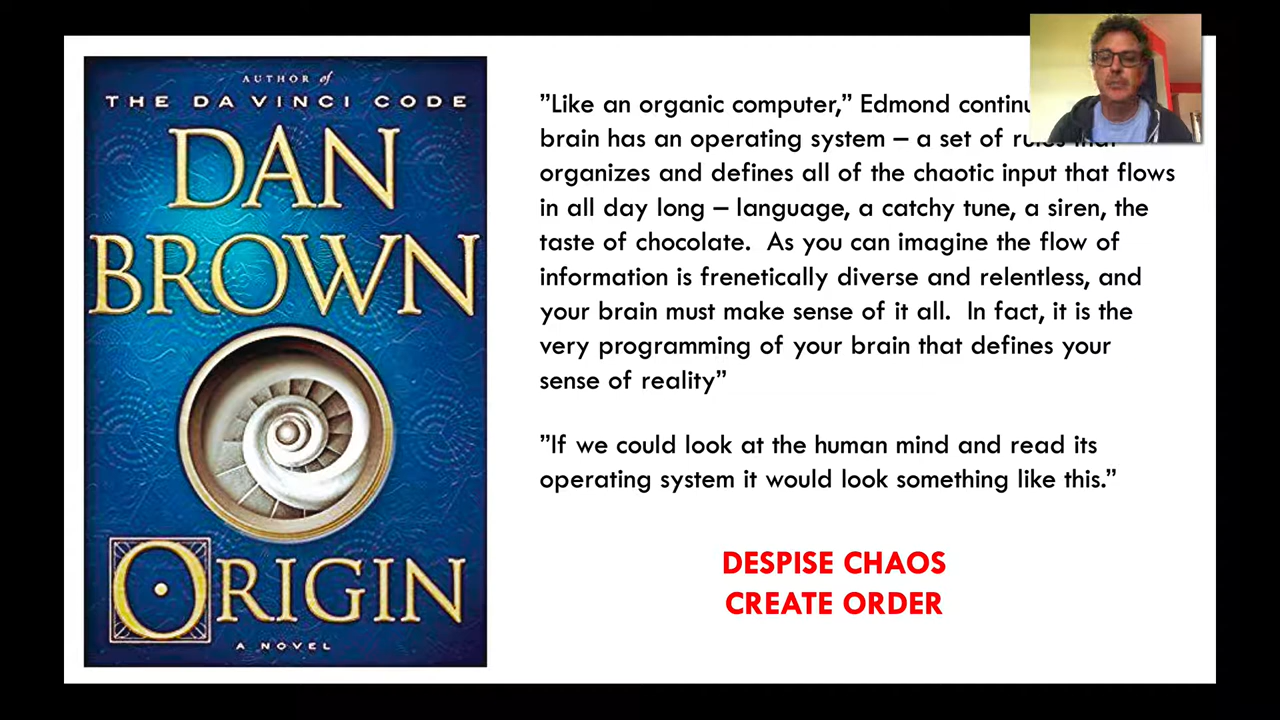 AUTHOR of
THE DA VINCI CODE
DAN
BROWN
ORIGIN
A NOVEL
”Like an organic computer,” Edmond continu
brain has an operating system – a set of rules that
organizes and defines all of the chaotic input that flows
in all day long – language, a catchy tune, a siren, the
taste of chocolate. As you can imagine the flow of
information is frenetically diverse and relentless, and
your brain must make sense of it all. In fact, it is the
very programming of your brain that defines your
sense of reality”
”If we could look at the human mind and read its
operating system it would look something like this.”
DESPISE CHAOS
CREATE ORDER